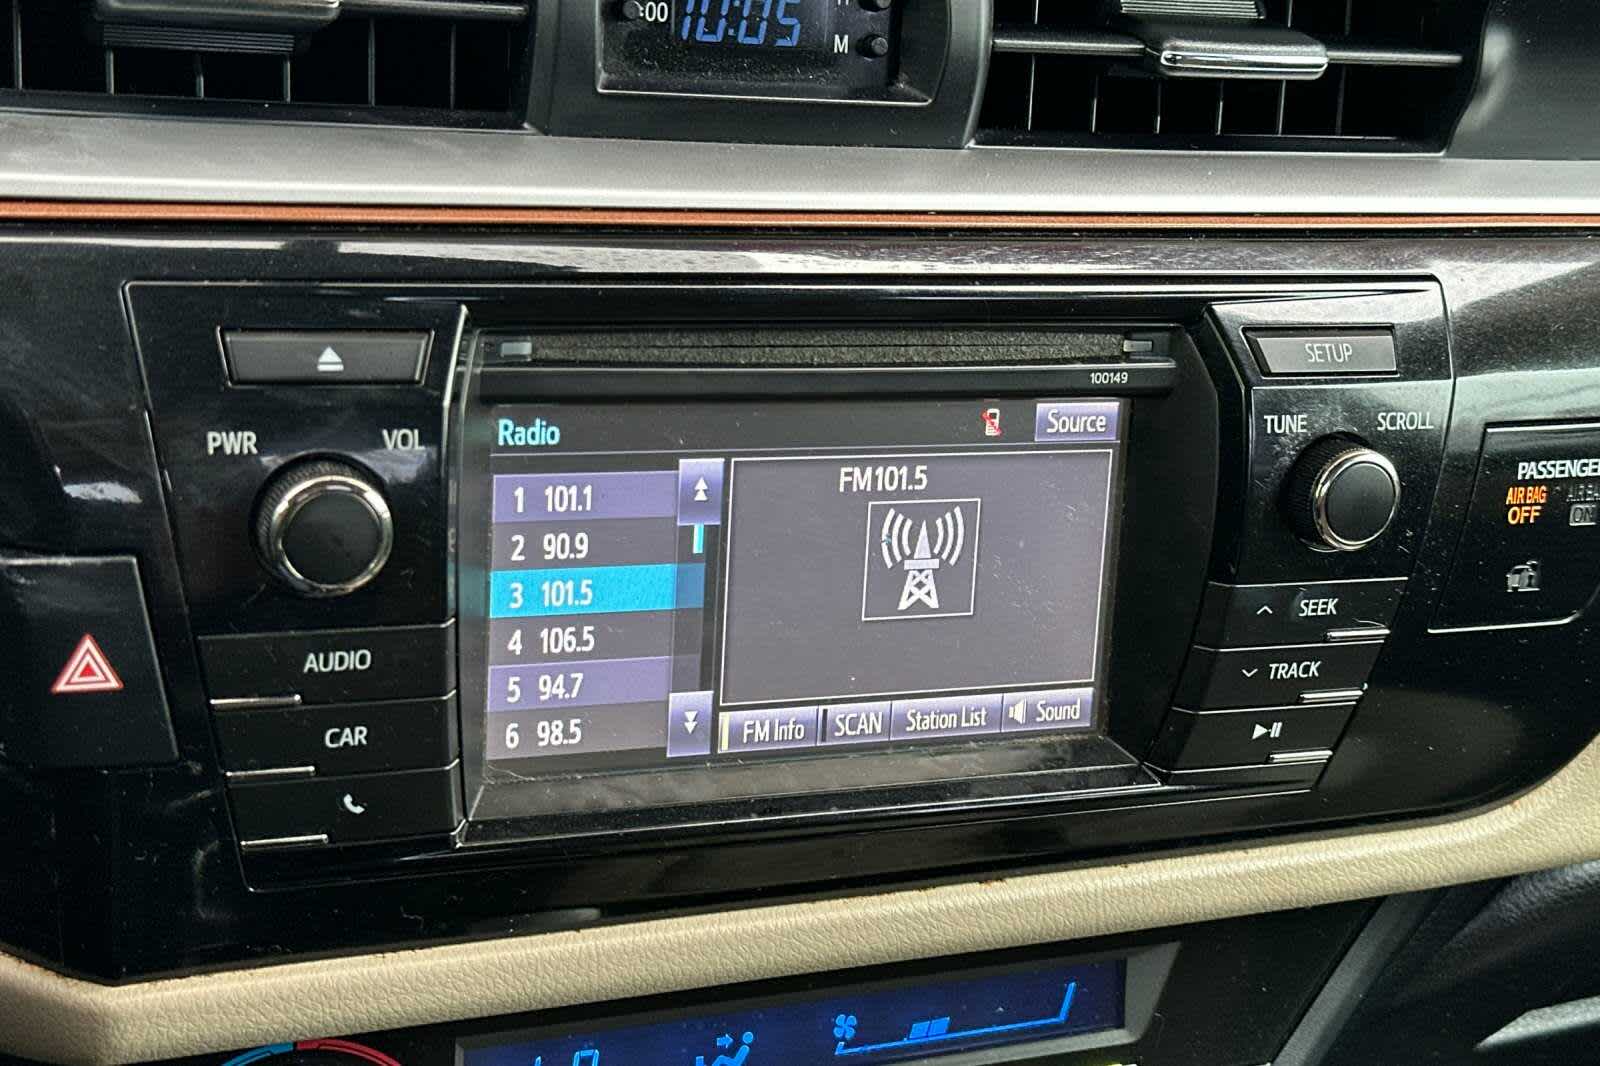 :00
10:05
M
100149
SETUP
PWR
VOL
Radio
Source
TUNE
SCROLL
1 101.1
2 90.9
3 101.5
4 106.5
5 94.7
6 98.5
FM101.5
FM Info
SCAN
Station List
Sound
AUDIO
CAR
SEEK
TRACK
PASSENGER
AIR BAG
OFF
ON